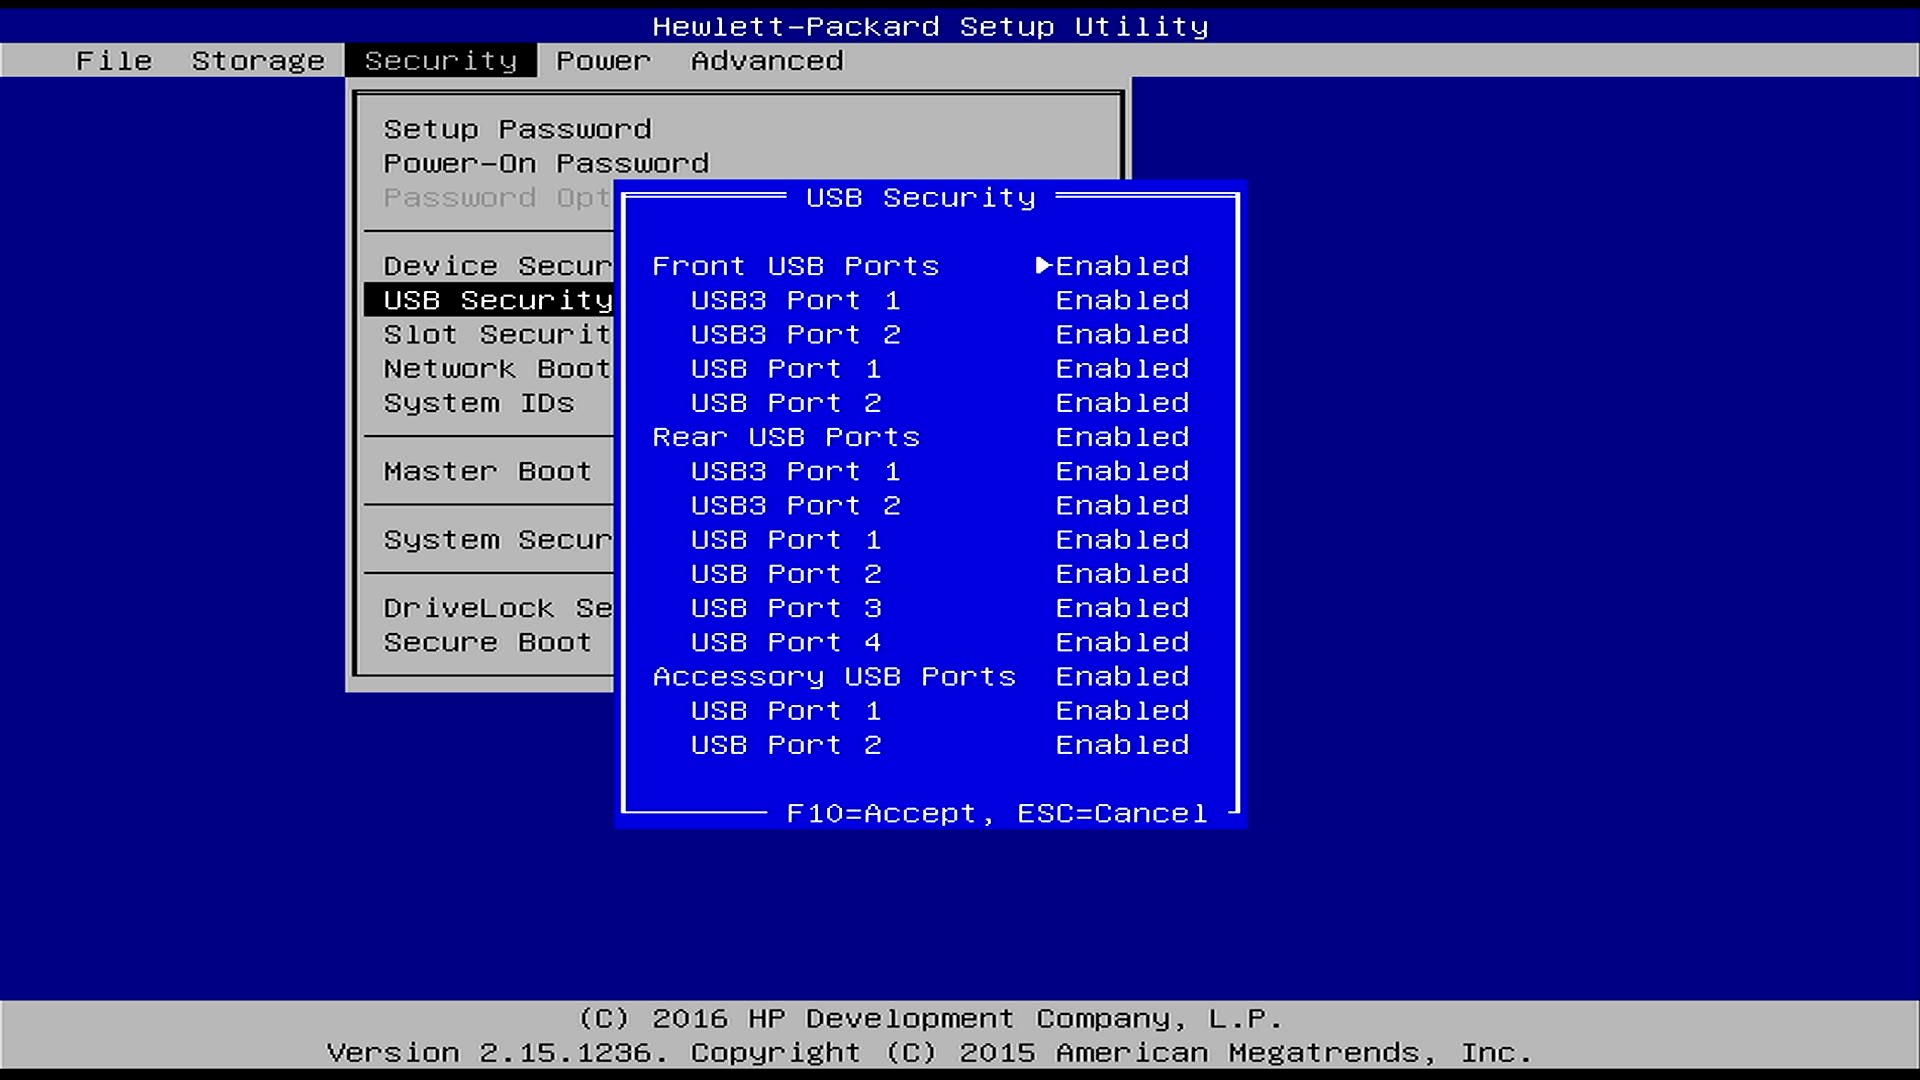 Hewlett-Packard Setup Utility
File Storage Security Power Advanced
Setup Password
Power-On Password
Password Opt
Device Secur
USB Security
Slot Securit
Network Boot
System IDs
Master Boot
System Secur
DriveLock Se
Secure Boot
USB Security
Front USB Ports ▶Enabled
USB3 Port 1 Enabled
USB3 Port 2 Enabled
USB Port 1 Enabled
USB Port 2 Enabled
Rear USB Ports Enabled
USB3 Port 1 Enabled
USB3 Port 2 Enabled
USB Port 1 Enabled
USB Port 2 Enabled
USB Port 3 Enabled
USB Port 4 Enabled
Accessory USB Ports Enabled
USB Port 1 Enabled
USB Port 2 Enabled
F10=Accept, ESC=Cancel
(C) 2016 HP Development Company, L.P.
Version 2.15.1236. Copyright (C) 2015 American Megatrends, Inc.